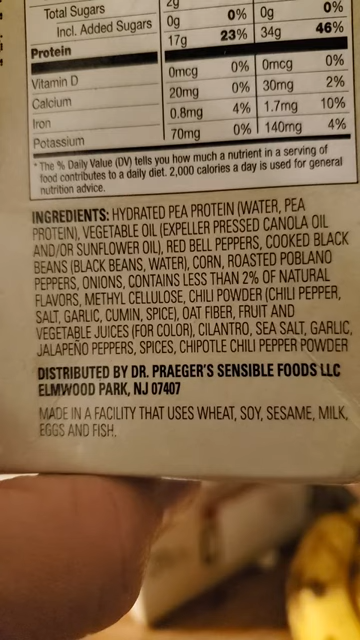 2g
Total Sugars 0g 0% 0g 0%
Incl. Added Sugars 17g 23% 34g 46%
Protein
Vitamin D 0mcg 0% 0mcg 0%
Calcium 20mg 0% 30mg 2%
Iron 0.8mg 4% 1.7mg 10%
Potassium 70mg 0% 140mg 4%
* The % Daily Value (DV) tells you how much a nutrient in a serving of
food contributes to a daily diet. 2,000 calories a day is used for general
nutrition advice.
INGREDIENTS: HYDRATED PEA PROTEIN (WATER, PEA
PROTEIN), VEGETABLE OIL (EXPELLER PRESSED CANOLA OIL
AND/OR SUNFLOWER OIL), RED BELL PEPPERS, COOKED BLACK
BEANS (BLACK BEANS, WATER), CORN, ROASTED POBLANO
PEPPERS, ONIONS, CONTAINS LESS THAN 2% OF NATURAL
FLAVORS, METHYL CELLULOSE, CHILI POWDER (CHILI PEPPER,
SALT, GARLIC, CUMIN, SPICE), OAT FIBER, FRUIT AND
VEGETABLE JUICES (FOR COLOR), CILANTRO, SEA SALT, GARLIC,
JALAPEÑO PEPPERS, SPICES, CHIPOTLE CHILI PEPPER POWDER
DISTRIBUTED BY DR. PRAEGER'S SENSIBLE FOODS LLC
ELMWOOD PARK, NJ 07407
MADE IN A FACILITY THAT USES WHEAT, SOY, SESAME, MILK,
EGGS AND FISH.